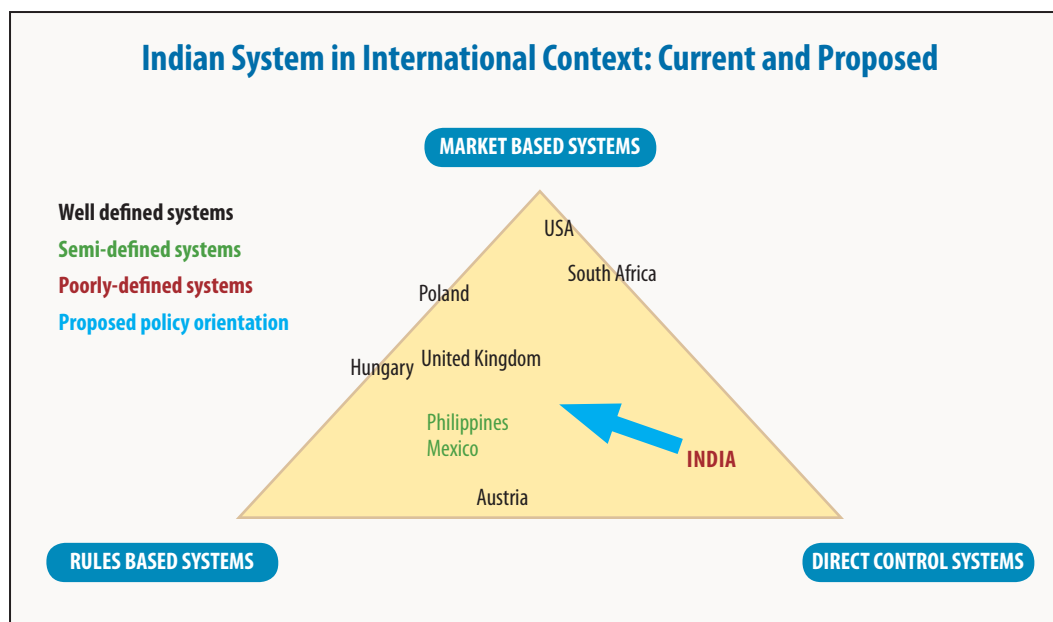 Indian System in International Context: Current and Proposed
MARKET BASED SYSTEMS
Well defined systems
Semi-defined systems
Poorly-defined systems
Proposed policy orientation
USA
South Africa
Poland
United Kingdom
Hungary
Philippines
Mexico
INDIA
Austria
RULES BASED SYSTEMS
DIRECT CONTROL SYSTEMS